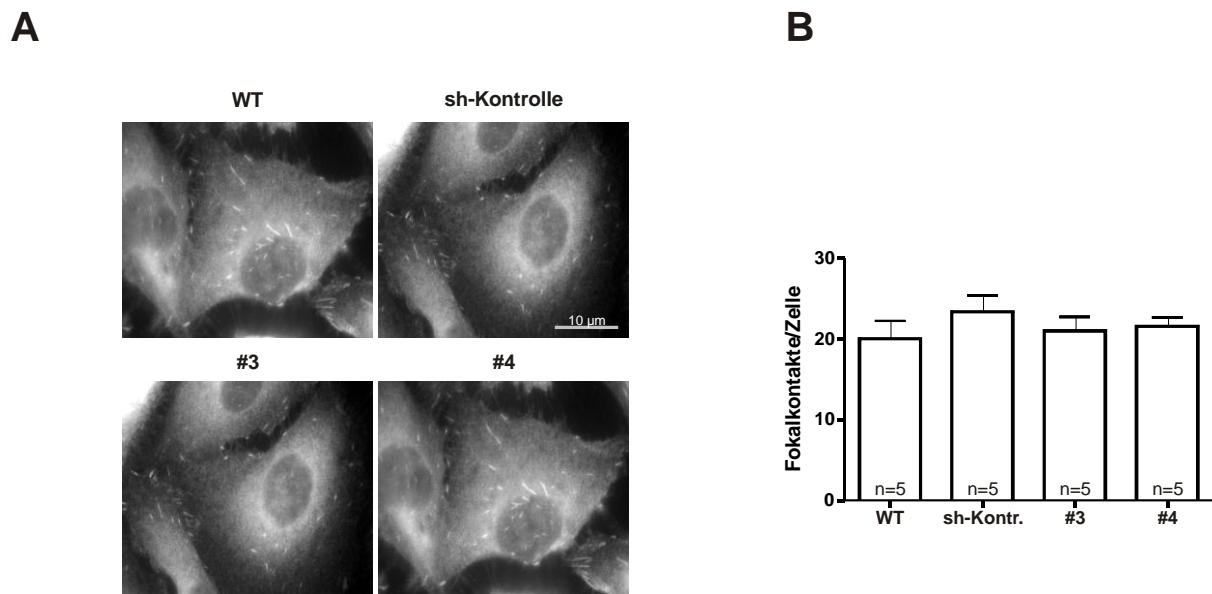 A
B
WT
sh-Kontrolle
10 µm
#3
#4
Fokalkontakte/Zelle
30
20
10
0
n=5 n=5 n=5 n=5
WT sh-Kontr. #3 #4